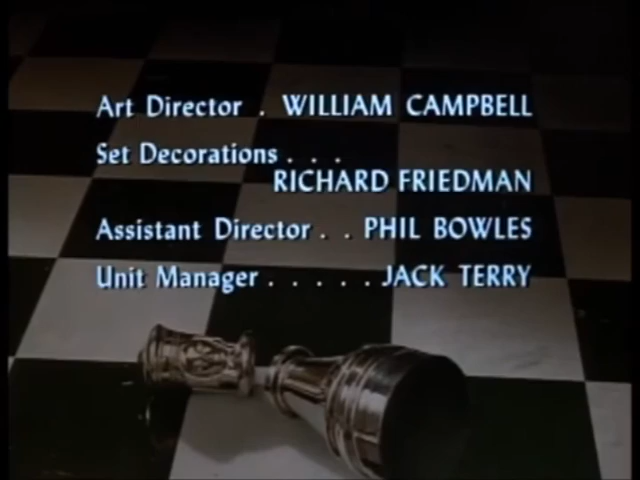 Art Director . WILLIAM CAMPBELL
Set Decorations . . .
RICHARD FRIEDMAN
Assistant Director . . PHIL BOWLES
Unit Manager . . . . . JACK TERRY